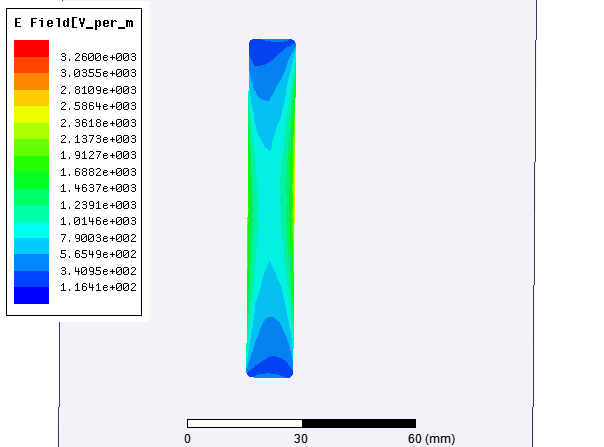 E Field[V_per_m
3.2600e+003
3.0355e+003
2.8109e+003
2.5864e+003
2.3618e+003
2.1373e+003
1.9127e+003
1.6882e+003
1.4637e+003
1.2391e+003
1.0146e+003
7.9003e+002
5.6549e+002
3.4095e+002
1.1641e+002
0 30 60 (mm)